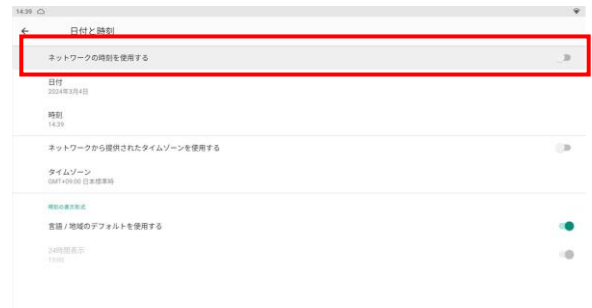 14:39
日付と時刻
ネットワークの時刻を使用する
日付
2024年3月4日
時刻
14:39
ネットワークから提供されたタイムゾーンを使用する
タイムゾーン
GMT+09:00 日本標準時
時刻の表示形式
言語 / 地域のデフォルトを使用する
24時間表示
13:00